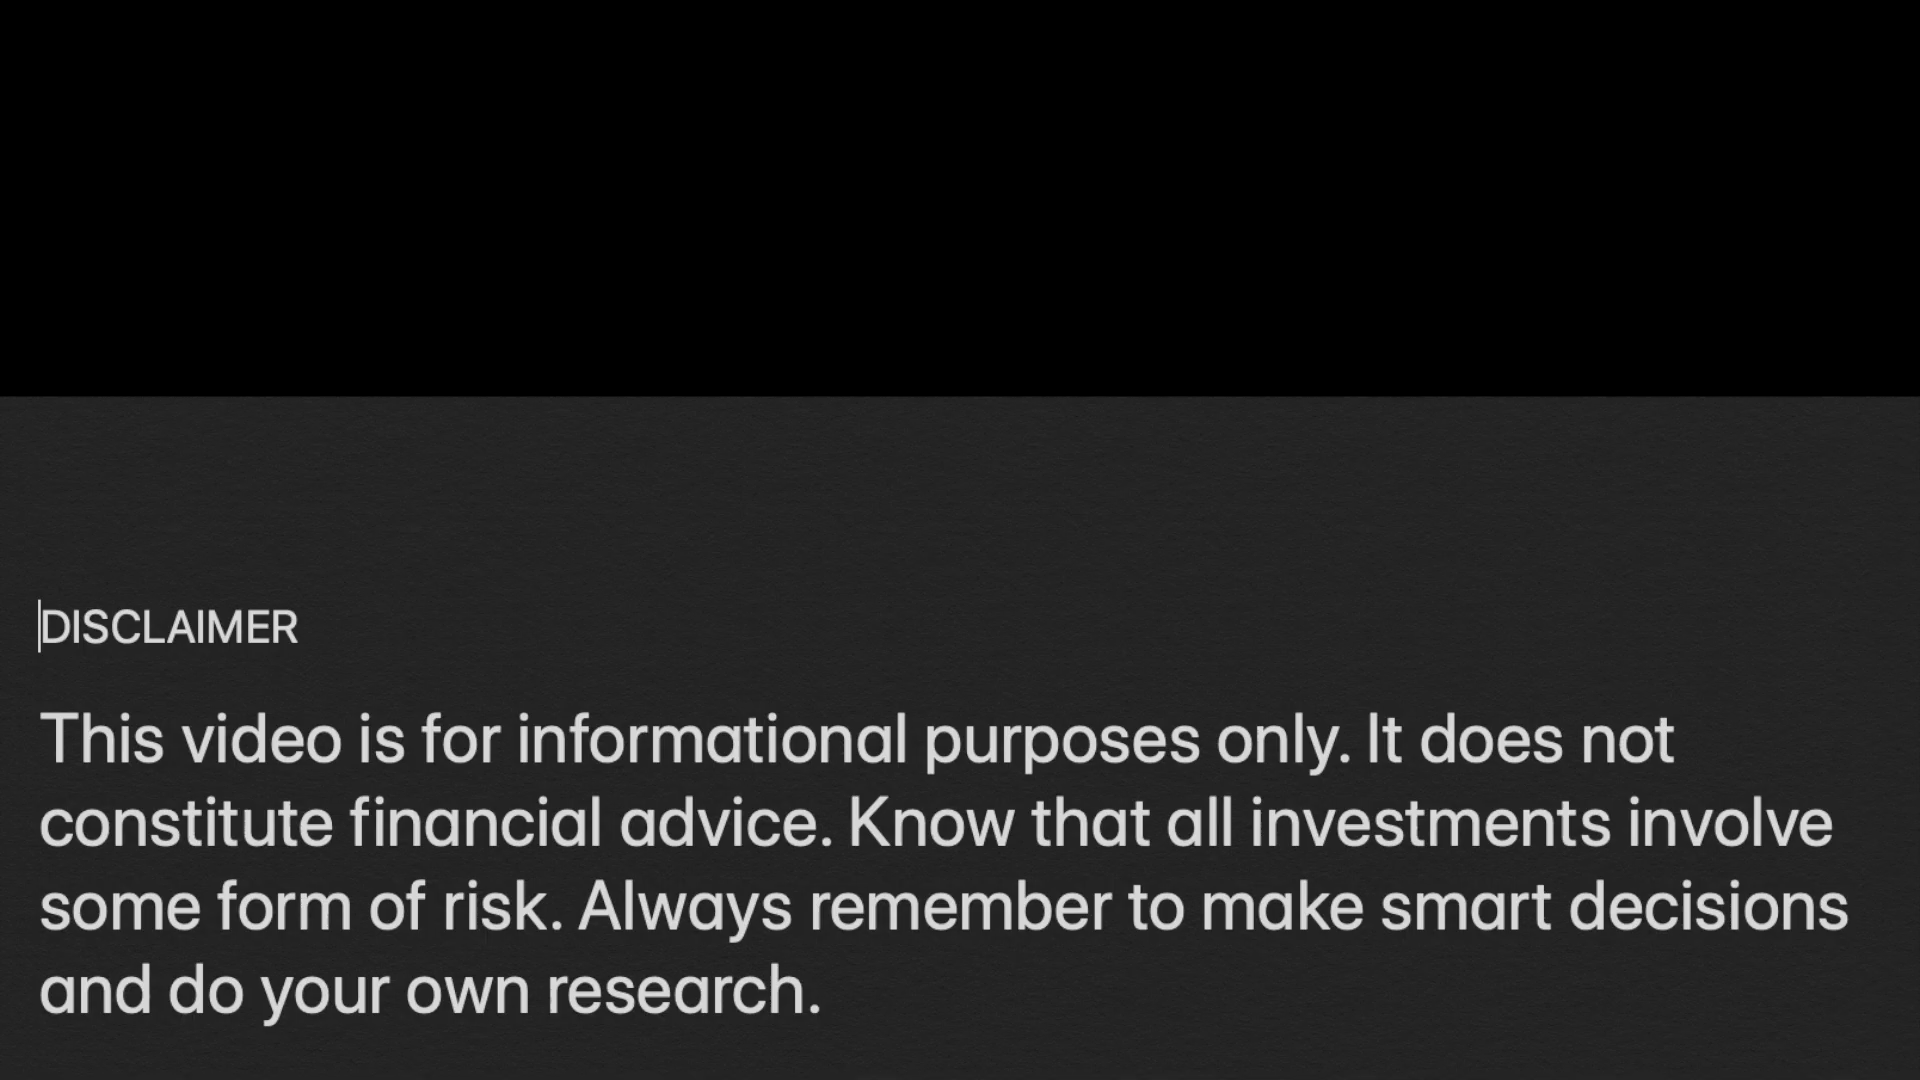 DISCLAIMER
This video is for informational purposes only. It does not
constitute financial advice. Know that all investments involve
some form of risk. Always remember to make smart decisions
and do your own research.